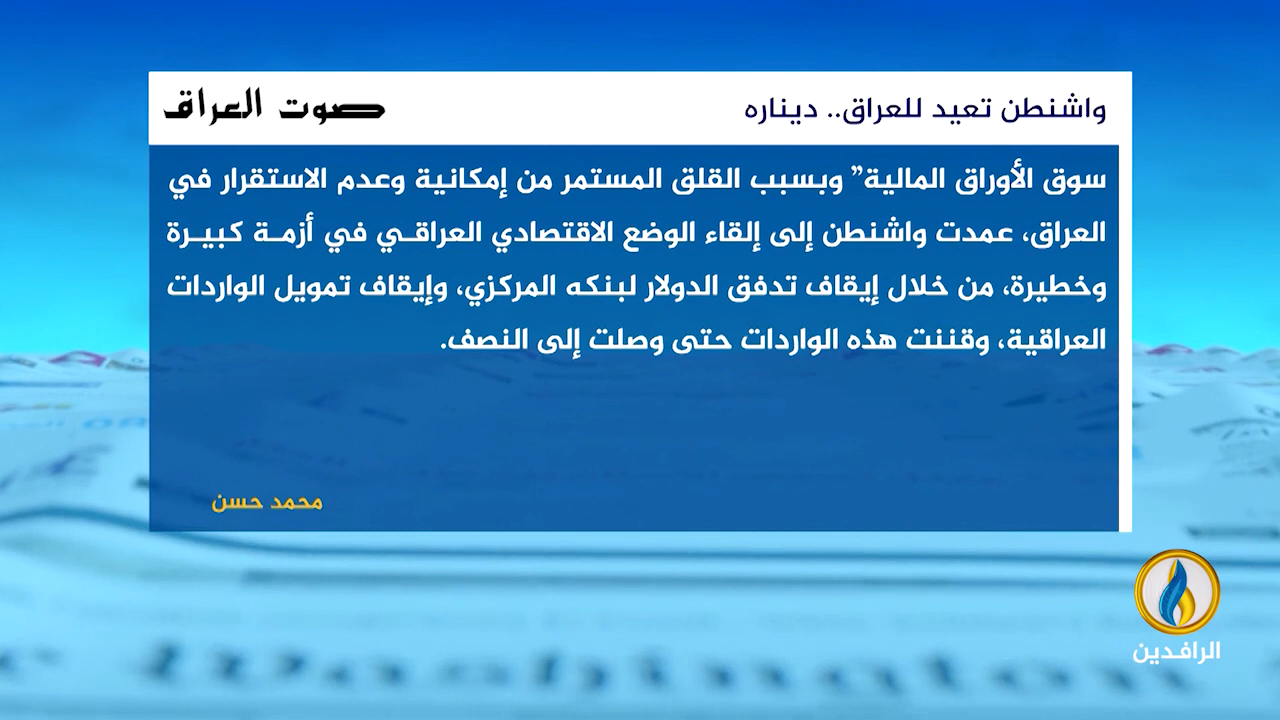 واشنطن تعيد للعراق.. ديناره
صوت العراق
سوق الأوراق المالية” وبسبب القلق المستمر من إمكانية وعدم الاستقرار في
العراق، عمدت واشنطن إلى إلقاء الوضع الاقتصادي العراقـي في أزمـة كبيـرة
وخطيرة، من خلال إيقاف تدفق الدولار لبنكه المركزي، وإيقاف تمويل الواردات
العراقية، وقننت هذه الواردات حتى وصلت إلى النصف.
محمد حسن
الرافدين
Washington